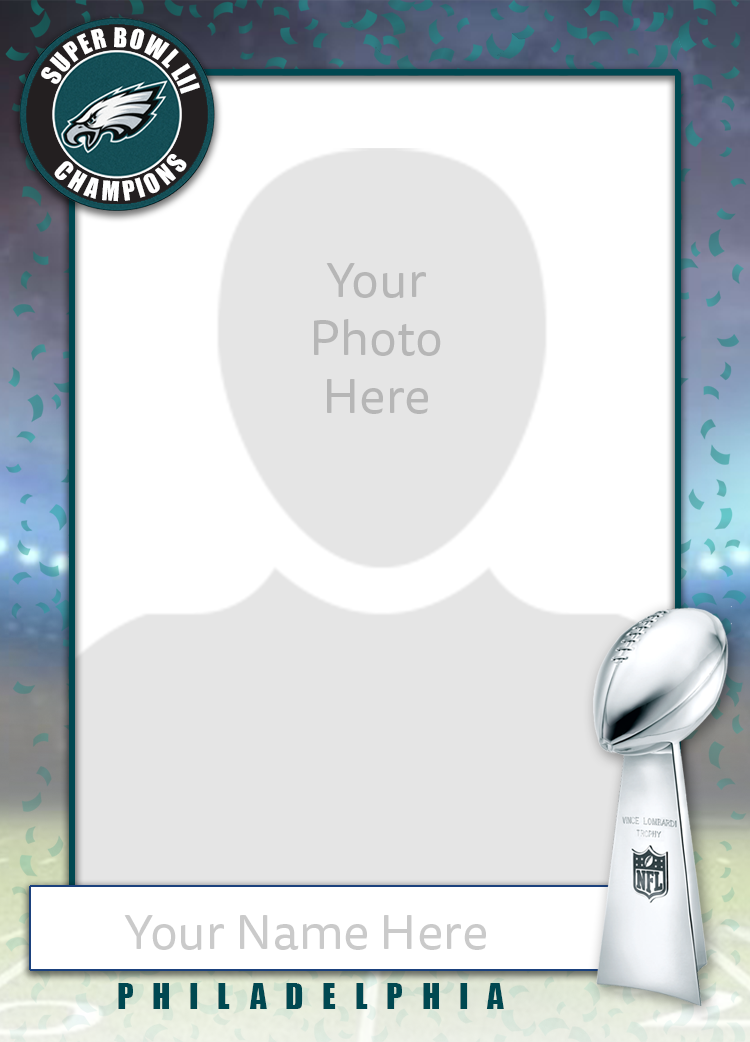 SUPER BOWL LII
CHAMPIONS
Your
Photo
Here
VINCE LOMBARDI
TROPHY
NFL
Your Name Here
PHILADELPHIA